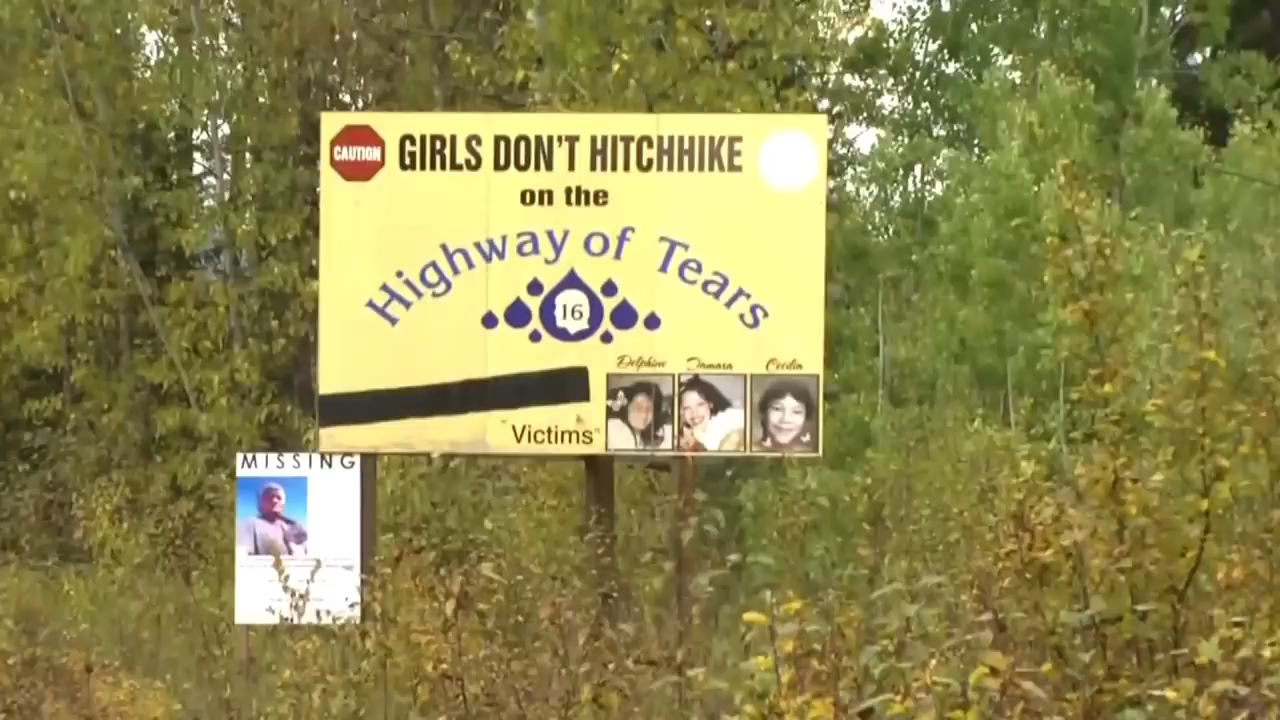 CAUTION
GIRLS DON'T HITCHHIKE
on the
Highway of Tears
16
Delphine Tamara Cecilia
"Victims"
MISSING